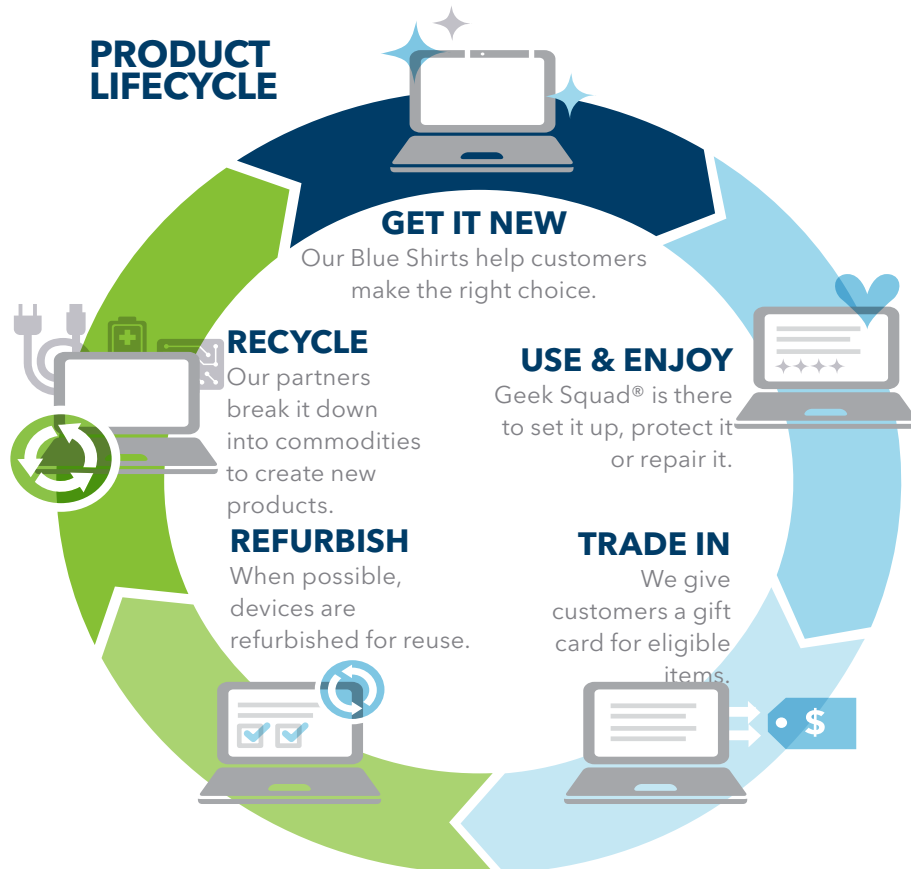 PRODUCT
LIFECYCLE
GET IT NEW
Our Blue Shirts help customers
make the right choice.
USE & ENJOY
Geek Squad® is there
to set it up, protect it
or repair it.
TRADE IN
We give
customers a gift
card for eligible
items.
$
REFURBISH
When possible,
devices are
refurbished for reuse.
RECYCLE
Our partners
break it down
into commodities
to create new
products.